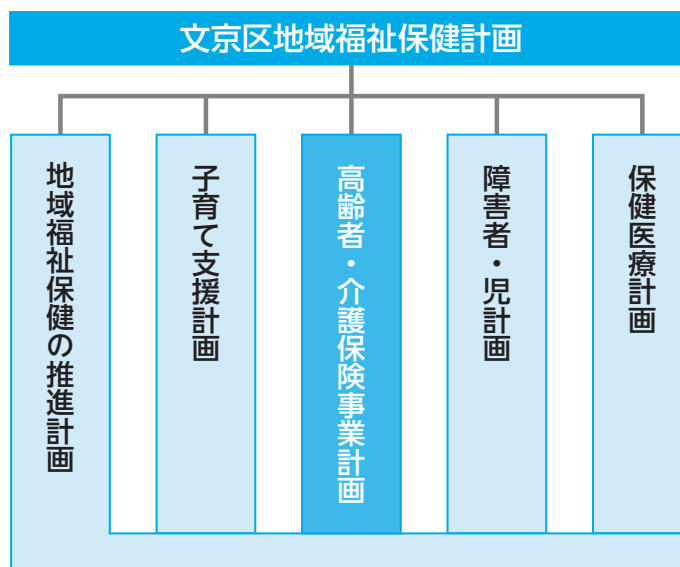 文京区地域福祉保健計画
地域福祉保健の推進計画
子育て支援計画
高齢者・介護保険事業計画
障害者・児計画
保健医療計画